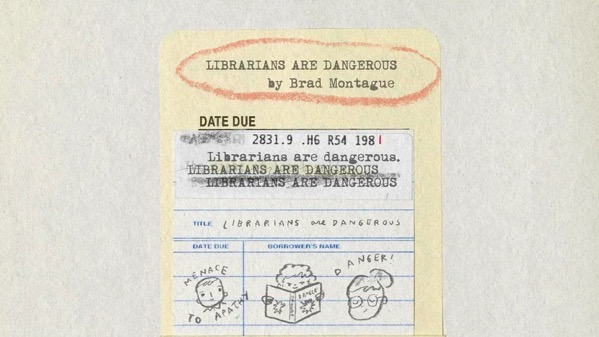 LIBRARIANS ARE DANGEROUS
by Brad Montague
DATE DUE
2831.9 .H6 R54 1981
Librarians are dangerous.
LIBRARIANS ARE DANGEROUS
LIBRARIANS ARE DANGEROUS
TITLE LIBRARIANS are DANGEROUS
DATE DUE BORROWER'S NAME
MENACE
TO APATHY
DANGER!